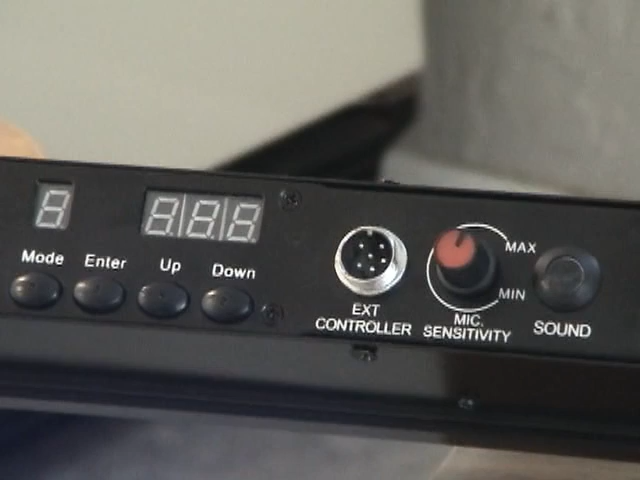 Mode Enter Up Down
EXT
CONTROLLER
MAX
MIN
MIC.
SENSITIVITY
SOUND